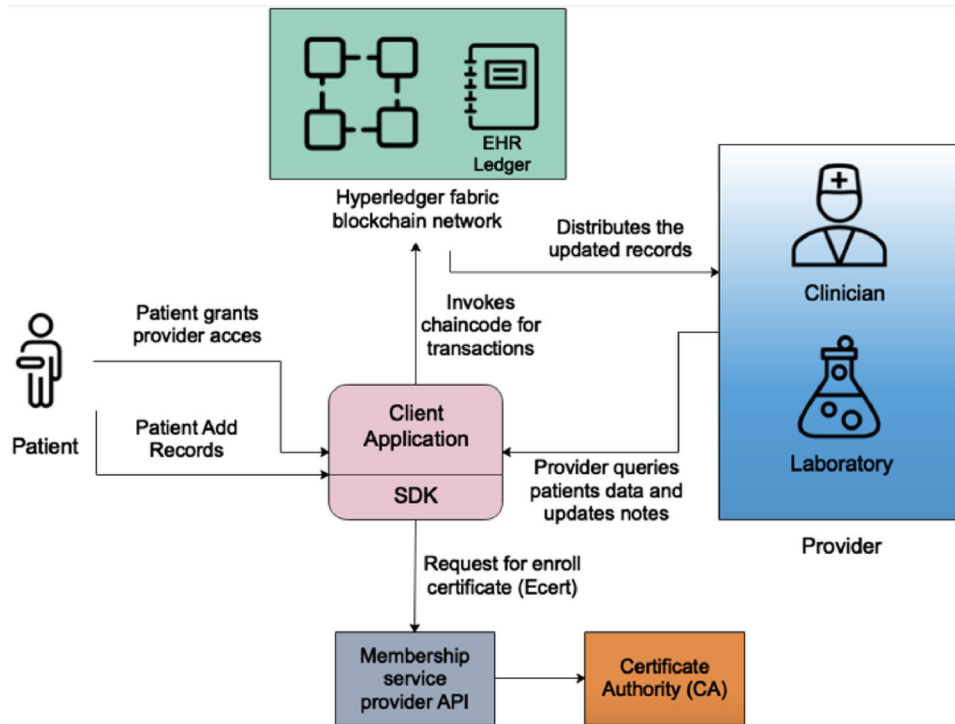 EHR
Ledger
Hyperledger fabric
blockchain network
Distributes the
updated records
Clinician
Laboratory
Provider
Patient grants
provider acces
Invokes
chaincode for
transactions
Patient
Patient Add
Records
Client
Application
SDK
Provider queries
patients data and
updates notes
Request for enroll
certificate (Ecert)
Membership
service
provider API
Certificate
Authority (CA)